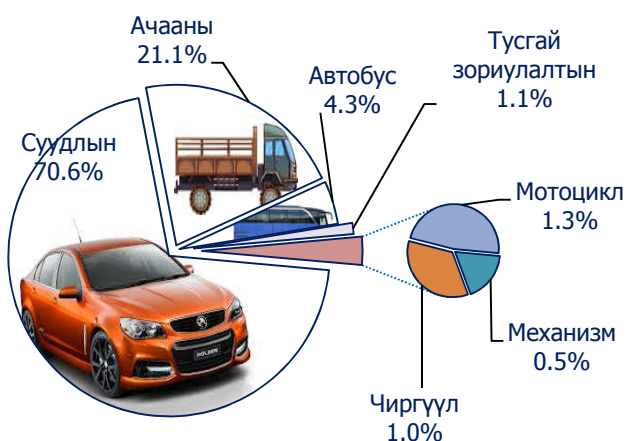 Ачааны
21.1%
Автобус
4.3%
Тусгай
зориулалтын
1.1%
Суудлын
70.6%
Мотоцикл
1.3%
Механизм
0.5%
Чиргүүл
1.0%
HOLDEN